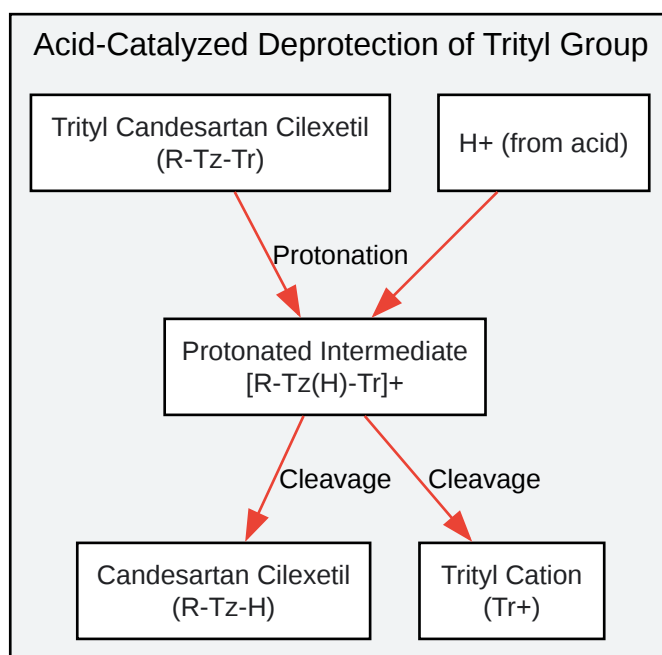 Acid-Catalyzed Deprotection of Trityl Group
Trityl Candesartan Cilexetil
(R-Tz-Tr)
H+ (from acid)
Protonation
Protonated Intermediate
[R-Tz(H)-Tr]+
Cleavage
Cleavage
Candesartan Cilexetil
(R-Tz-H)
Trityl Cation
(Tr+)